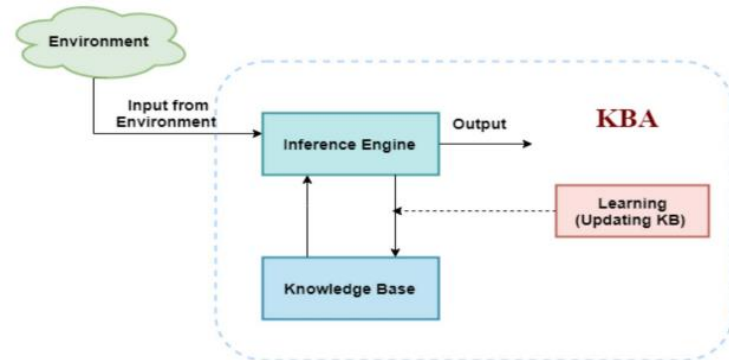 Environment
Input from
Environment
Inference Engine
Output
KBA
Learning
(Updating KB)
Knowledge Base